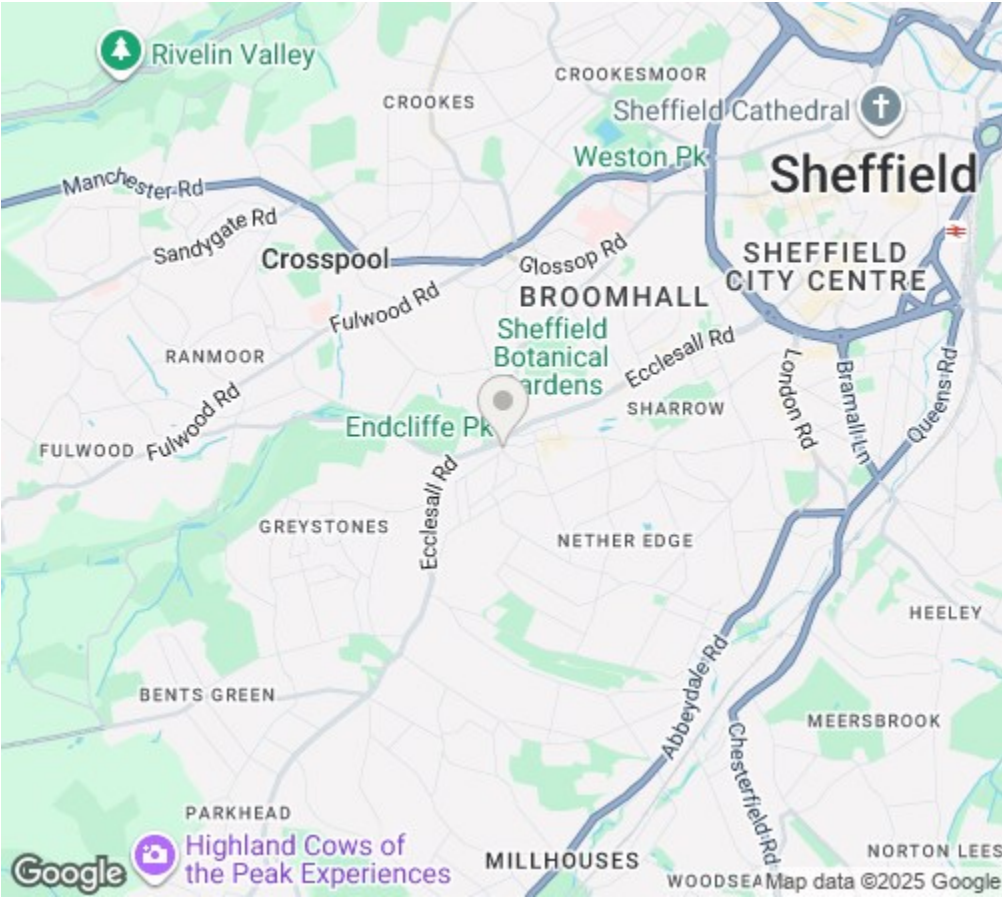 Rivelin Valley
CROOKESMOOR
CROOKES
Sheffield Cathedral
Weston Pk
Sheffield
Manchester Rd
Sandygate Rd
Crosspool
Glossop Rd
SHEFFIELD
CITY CENTRE
BROOMHALL
Fulwood Rd
Sheffield
Botanical
ardens
Ecclesall Rd
RANMOOR
London Rd
Bramall Ln
Queens Rd
Fulwood Rd
SHARROW
Endcliffe Pk
FULWOOD
Ecclesall Rd
GREYSTONES
NETHER EDGE
HEELEY
Abbeydale Rd
BENTS GREEN
MEERSBROOK
Chesterfield Rd
PARKHEAD
Highland Cows of
the Peak Experiences
MILLHOUSES
NORTON LEES
WOODSEA
Google
Map data ©2025 Google